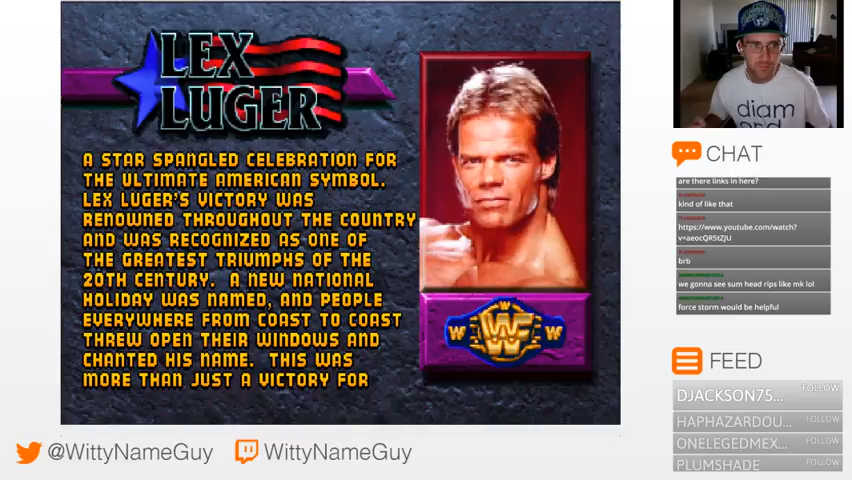 LEX
LUGER
A STAR SPANGLED CELEBRATION FOR
THE ULTIMATE AMERICAN SYMBOL.
LEX LUGER'S VICTORY WAS
RENOWNED THROUGHOUT THE COUNTRY
AND WAS RECOGNIZED AS ONE OF
THE GREATEST TRIUMPHS OF THE
20TH CENTURY. A NEW NATIONAL
HOLIDAY WAS NAMED, AND PEOPLE
EVERYWHERE FROM COAST TO COAST
THREW OPEN THEIR WINDOWS AND
CHANTED HIS NAME. THIS WAS
MORE THAN JUST A VICTORY FOR
W W W
@WittyNameGuy
WittyNameGuy
diam
CHAT
are there links in here?
kind of like that
https://www.youtube.com/watch?
v=aeocQRStZJU
brb
we gonna see sum head rips like mk lol
force storm would be helpful
FEED
DJACKSON75... FOLLOW
HAPHAZARDOU... FOLLOW
ONELEGEDMEX... FOLLOW
PLUMSHADE FOLLOW